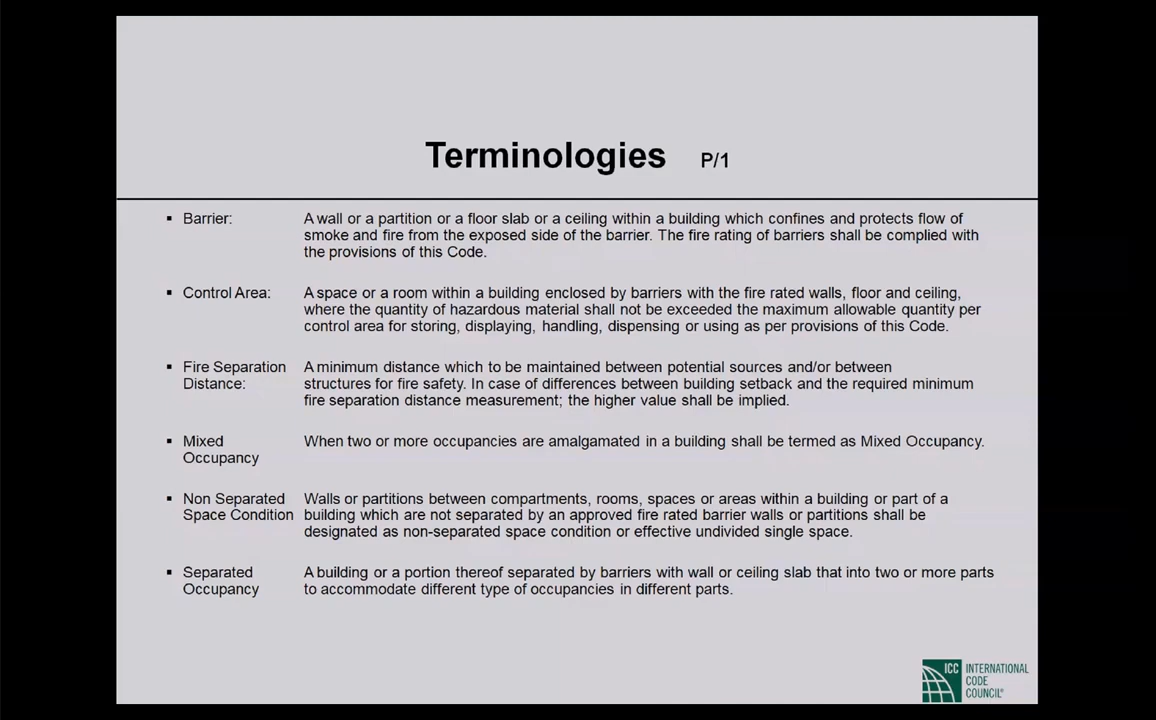 Terminologies P/1
▪ Barrier: A wall or a partition or a floor slab or a ceiling within a building which confines and protects flow of
smoke and fire from the exposed side of the barrier. The fire rating of barriers shall be complied with
the provisions of this Code.
▪ Control Area: A space or a room within a building enclosed by barriers with the fire rated walls, floor and ceiling,
where the quantity of hazardous material shall not be exceeded the maximum allowable quantity per
control area for storing, displaying, handling, dispensing or using as per provisions of this Code.
▪ Fire Separation A minimum distance which to be maintained between potential sources and/or between
Distance: structures for fire safety. In case of differences between building setback and the required minimum
fire separation distance measurement; the higher value shall be implied.
▪ Mixed When two or more occupancies are amalgamated in a building shall be termed as Mixed Occupancy.
Occupancy
▪ Non Separated Walls or partitions between compartments, rooms, spaces or areas within a building or part of a
Space Condition building which are not separated by an approved fire rated barrier walls or partitions shall be
designated as non-separated space condition or effective undivided single space.
▪ Separated A building or a portion thereof separated by barriers with wall or ceiling slab that into two or more parts
Occupancy to accommodate different type of occupancies in different parts.
ICC INTERNATIONAL
CODE
COUNCIL®